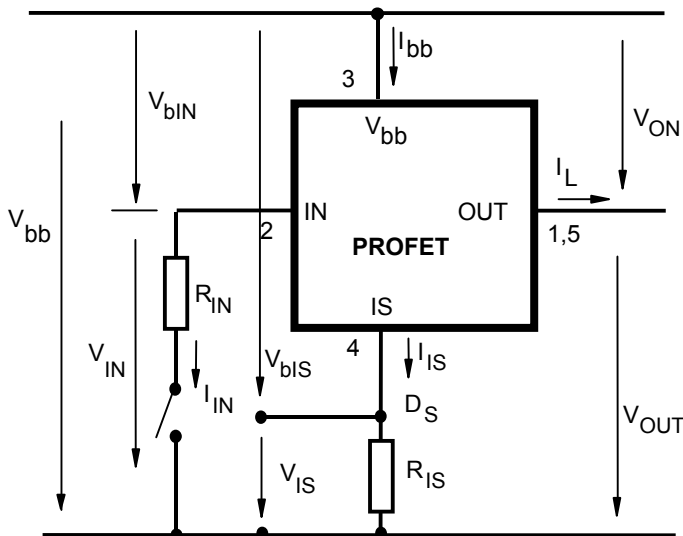 I bb
3
V bb
V bIN
V ON
I L
IN
OUT
2
PROFET
1,5
V bb
R IN
IS
4
V IN
V bIS
I IS
I IN
D S
V OUT
V IS
R IS